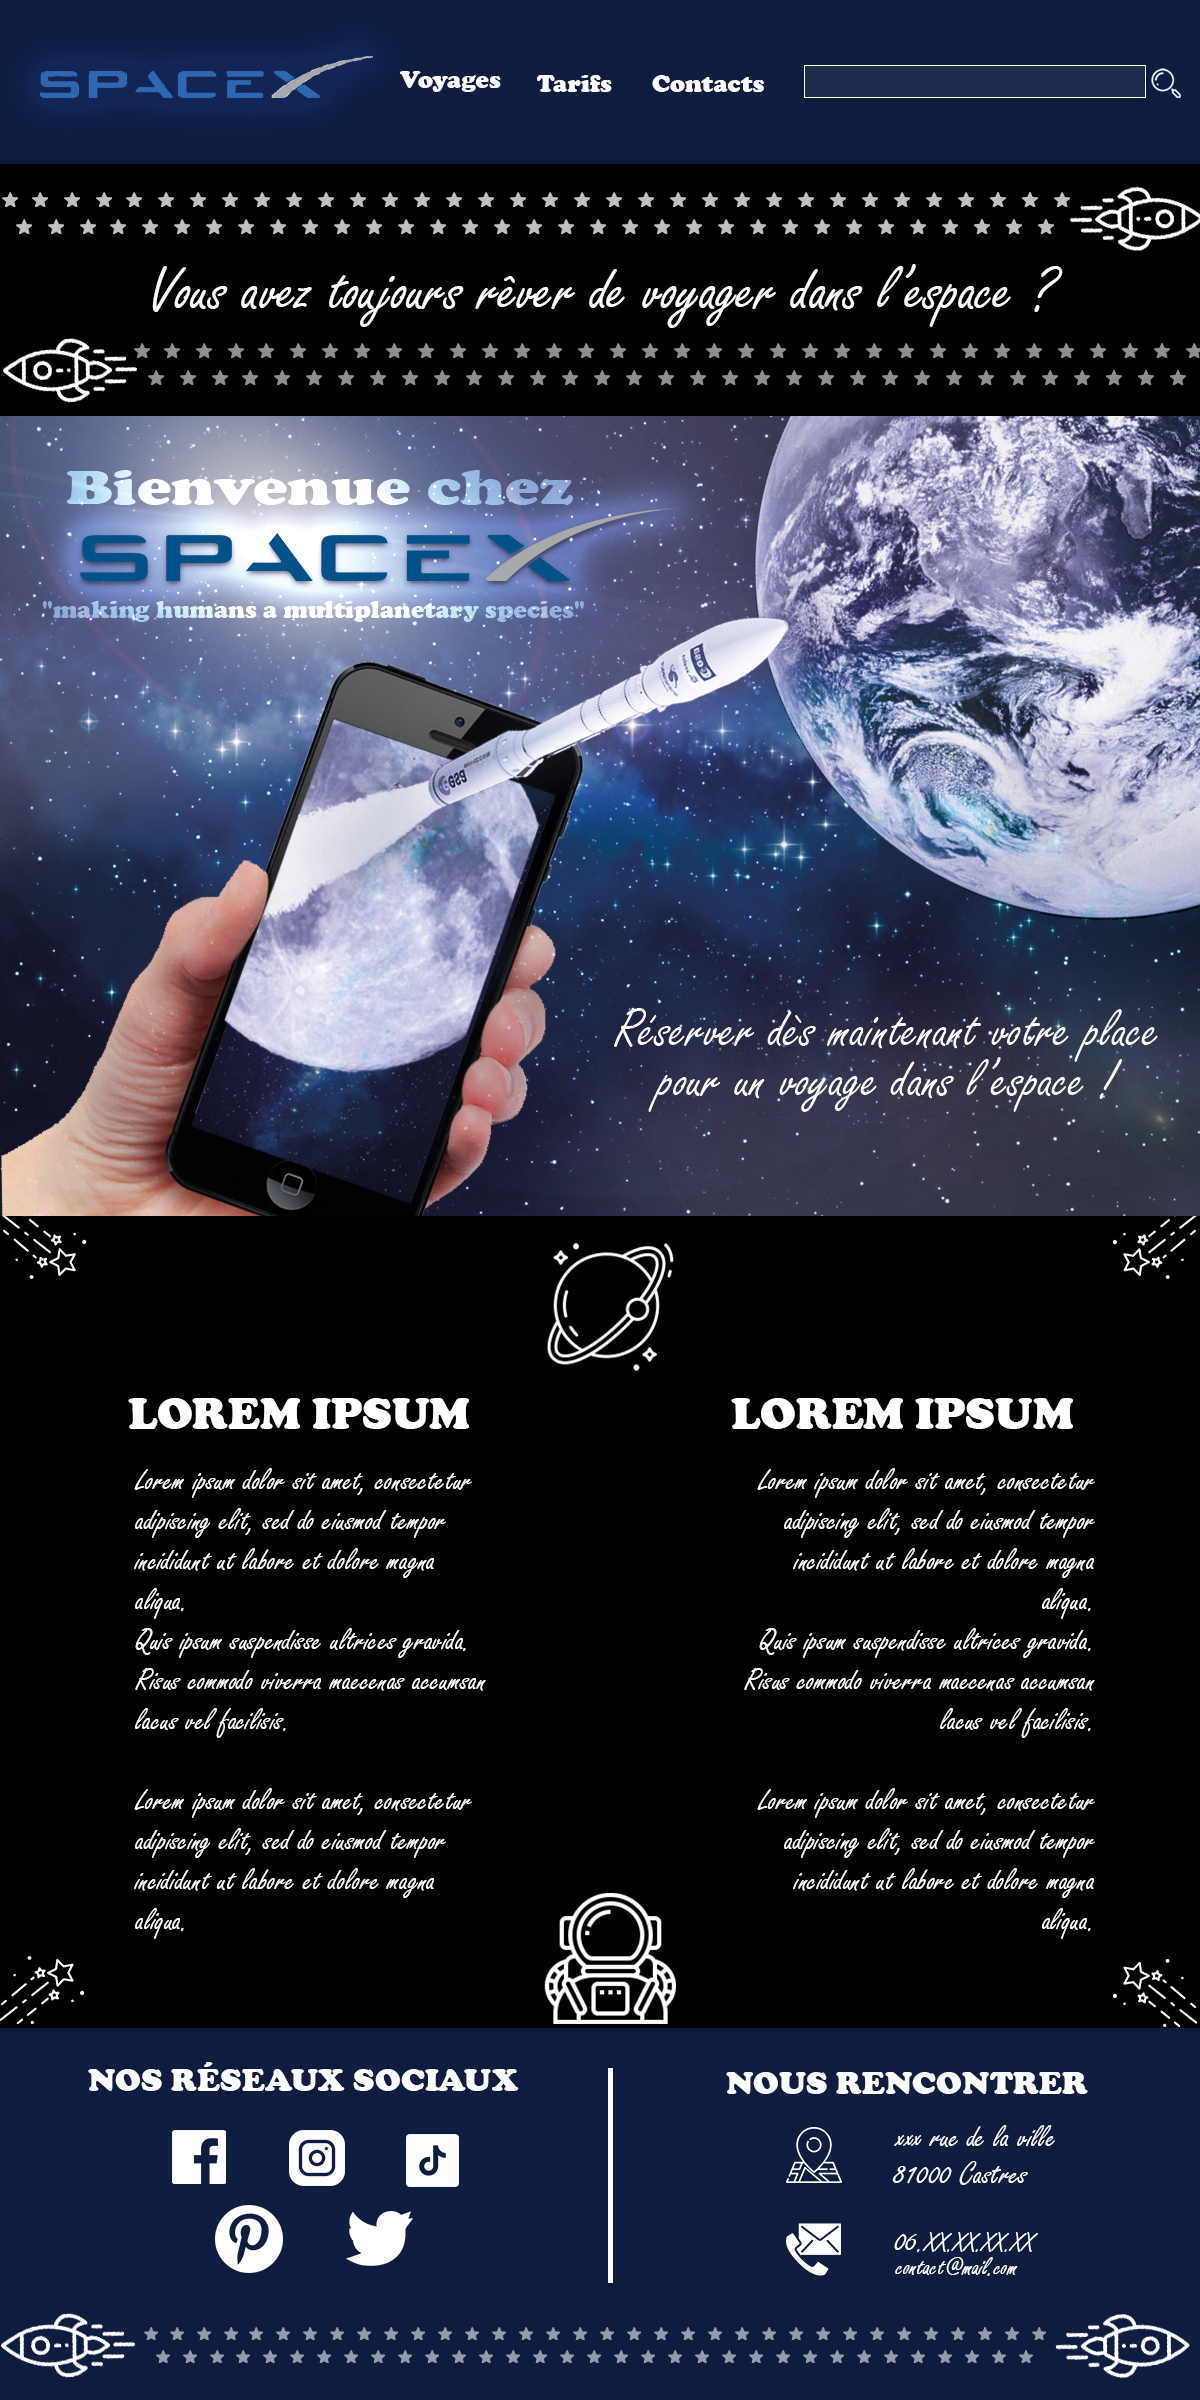 SPACEX
Voyages Tarifs Contacts
Vous avez toujours rêver de voyager dans l'espace ?
Bienvenue chez
SPACEX
"making humans a multiplanetary species"
esa
esa
Réserver dès maintenant votre place
pour un voyage dans l'espace !
LOREM IPSUM
Lorem ipsum dolor sit amet, consectetur
adipiscing elit, sed do eiusmod tempor
incididunt ut labore et dolore magna
aliqua.
Quis ipsum suspendisse ultrices gravida.
Risus commodo viverra maecenas accumsan
lacus vel facilisis.
Lorem ipsum dolor sit amet, consectetur
adipiscing elit, sed do eiusmod tempor
incididunt ut labore et dolore magna
aliqua.
LOREM IPSUM
Lorem ipsum dolor sit amet, consectetur
adipiscing elit, sed do eiusmod tempor
incididunt ut labore et dolore magna
aliqua.
Quis ipsum suspendisse ultrices gravida.
Risus commodo viverra maecenas accumsan
lacus vel facilisis.
Lorem ipsum dolor sit amet, consectetur
adipiscing elit, sed do eiusmod tempor
incididunt ut labore et dolore magna
aliqua.
NOS RÉSEAUX SOCIAUX
NOUS RENCONTRER
xxx rue de la ville
81000 Castres
06.XX.XX.XX.XX
contact@mail.com